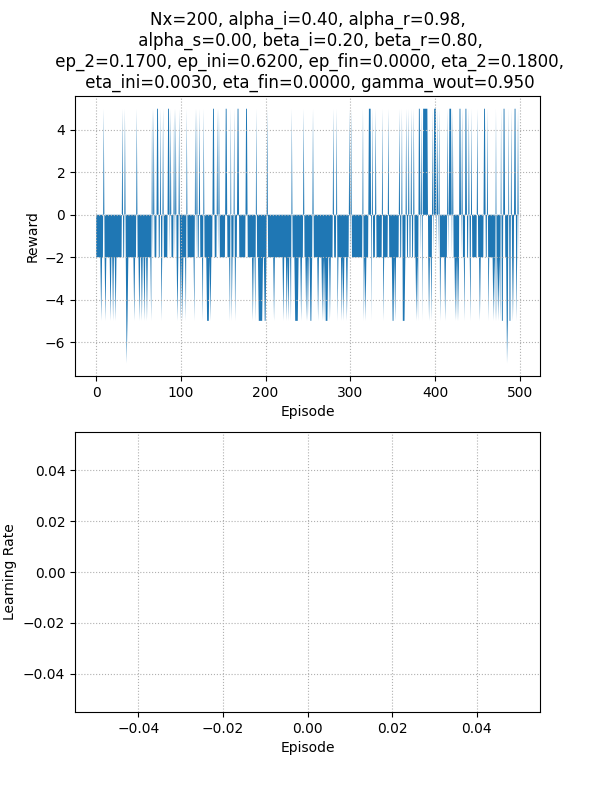 Nx=200, alpha_i=0.40, alpha_r=0.98,
alpha_s=0.00, beta_i=0.20, beta_r=0.80,
ep_2=0.1700, ep_ini=0.6200, ep_fin=0.0000, eta_2=0.1800,
eta_ini=0.0030, eta_fin=0.0000, gamma_wout=0.950
4
2
0
−2
−4
−6
Reward
0 100 200 300 400 500
Episode
0.04
0.02
0.00
−0.02
−0.04
Learning Rate
−0.04 −0.02 0.00 0.02 0.04
Episode